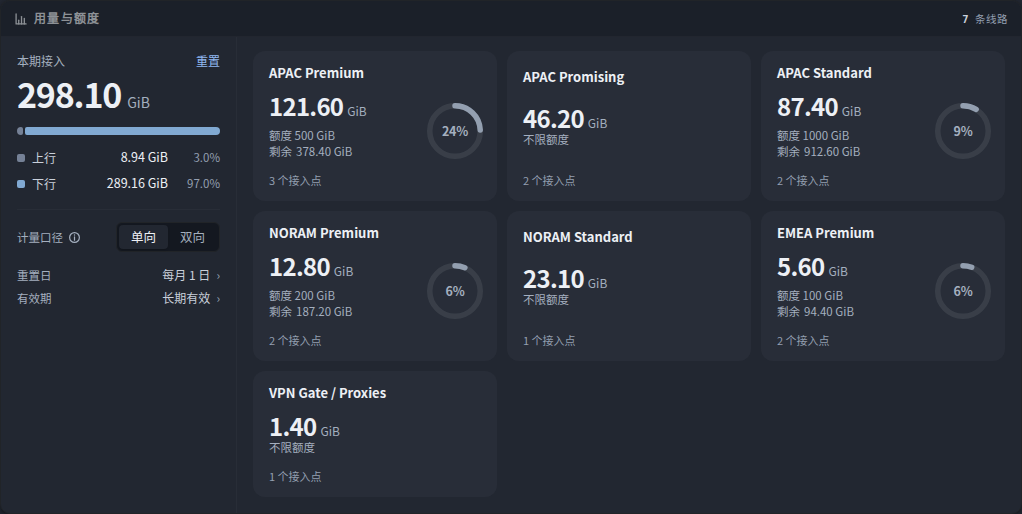 用量与额度
7 条线路
本期接入 重置
298.10 GiB
上行 8.94 GiB 3.0%
下行 289.16 GiB 97.0%
计量口径 单向 双向
重置日 每月 1 日 ›
有效期 长期有效 ›
APAC Premium
121.60 GiB
额度 500 GiB
剩余 378.40 GiB
24%
3 个接入点
APAC Promising
46.20 GiB
不限额度
2 个接入点
APAC Standard
87.40 GiB
额度 1000 GiB
剩余 912.60 GiB
9%
2 个接入点
NORAM Premium
12.80 GiB
额度 200 GiB
剩余 187.20 GiB
6%
2 个接入点
NORAM Standard
23.10 GiB
不限额度
1 个接入点
EMEA Premium
5.60 GiB
额度 100 GiB
剩余 94.40 GiB
6%
2 个接入点
VPN Gate / Proxies
1.40 GiB
不限额度
1 个接入点